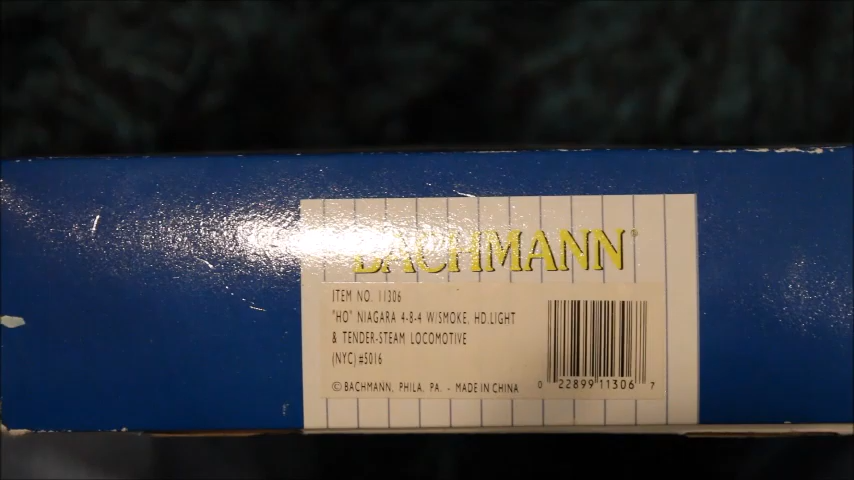 BACHMANN®
ITEM NO. 11306
"HO" NIAGARA 4-8-4 W/SMOKE, HD.LIGHT
& TENDER-STEAM LOCOMOTIVE
(NYC) #5016
© BACHMANN, PHILA, PA. - MADE IN CHINA
0 22899 11306 7